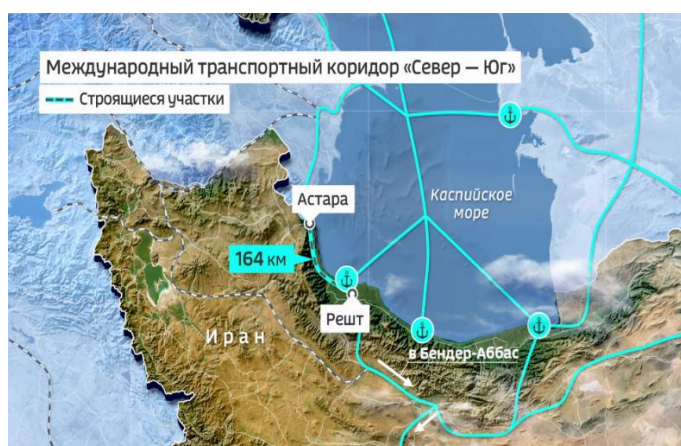 Международный транспортный коридор «Север — Юг»
Строящиеся участки
Каспийское
море
Астара
164 км
Решт
Иран
в Бендер-Аббас